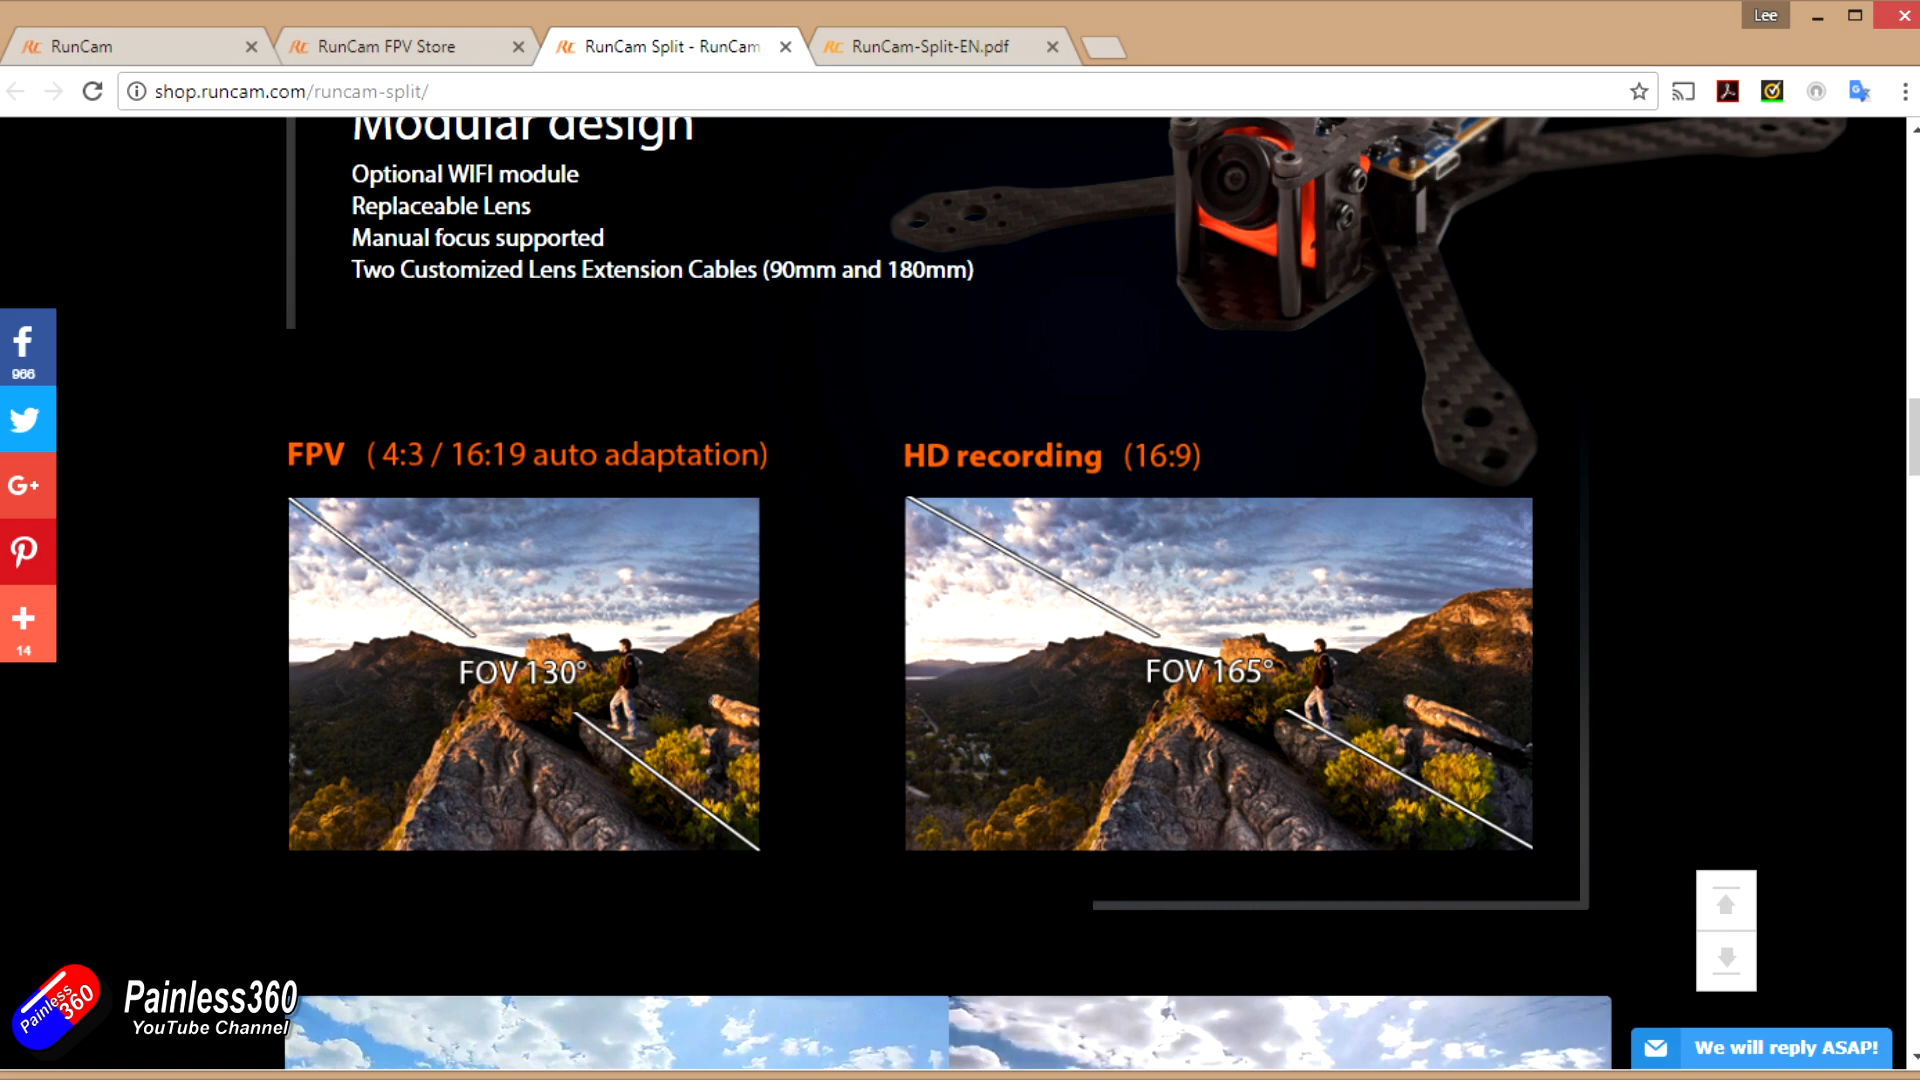 Lee
RunCam
RunCam FPV Store
RunCam Split - RunCam
RunCam-Split-EN.pdf
shop.runcam.com/runcam-split/
Modular design
Optional WIFI module
Replaceable Lens
Manual focus supported
Two Customized Lens Extension Cables (90mm and 180mm)
966
G+
14
FPV ( 4:3 / 16:19 auto adaptation)
HD recording (16:9)
FOV 130°
FOV 165°
Painless360
Painless360
YouTube Channel
We will reply ASAP!